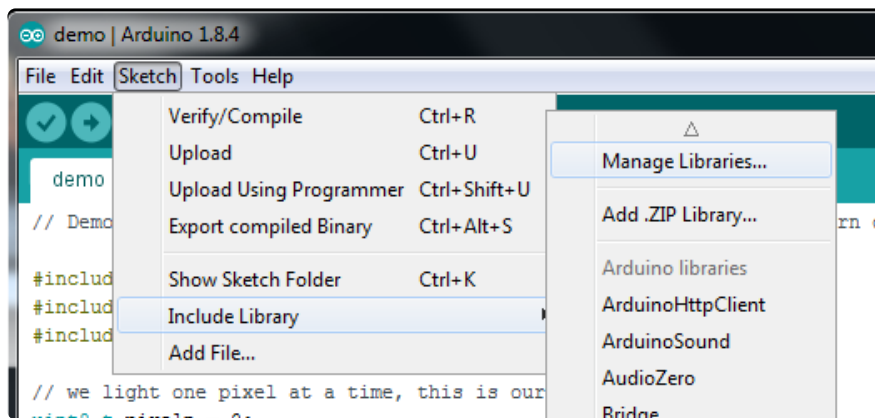 demo | Arduino 1.8.4
File Edit Sketch Tools Help
Verify/Compile Ctrl+R
Upload Ctrl+U
Upload Using Programmer Ctrl+Shift+U
Export compiled Binary Ctrl+Alt+S
Show Sketch Folder Ctrl+K
Include Library
Add File...
Manage Libraries...
Add .ZIP Library...
Arduino libraries
ArduinoHttpClient
ArduinoSound
AudioZero
Bridge
demo
// Demo
rn
#includ
#includ
#includ
// we light one pixel at a time, this is our